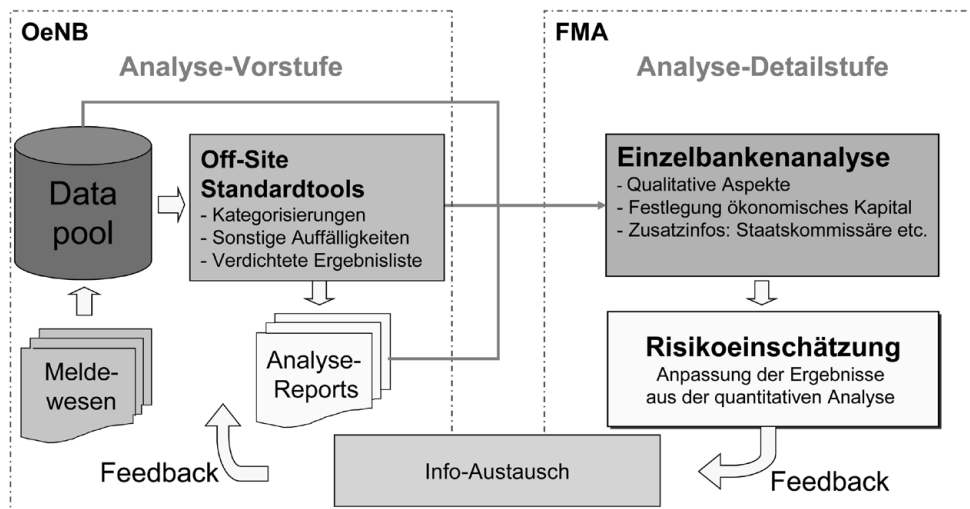 OeNB
Analyse-Vorstufe
Data
pool
Off-Site
Standardtools
- Kategorisierungen
- Sonstige Auffälligkeiten
- Verdichtete Ergebnisliste
Melde-
wesen
Analyse-
Reports
Feedback
FMA
Analyse-Detailstufe
Einzelbankenanalyse
- Qualitative Aspekte
- Festlegung ökonomisches Kapital
- Zusatzinfos: Staatskommissäre etc.
Risikoeinschätzung
Anpassung der Ergebnisse
aus der quantitativen Analyse
Info-Austausch
Feedback